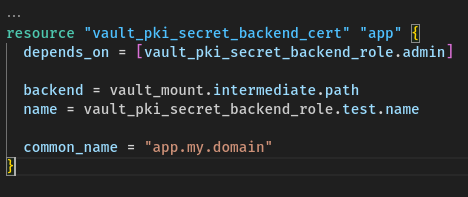 ...
resource "vault_pki_secret_backend_cert" "app" {
  depends_on = [vault_pki_secret_backend_role.admin]
  backend = vault_mount.intermediate.path
  name = vault_pki_secret_backend_role.test.name
  common_name = "app.my.domain"
}